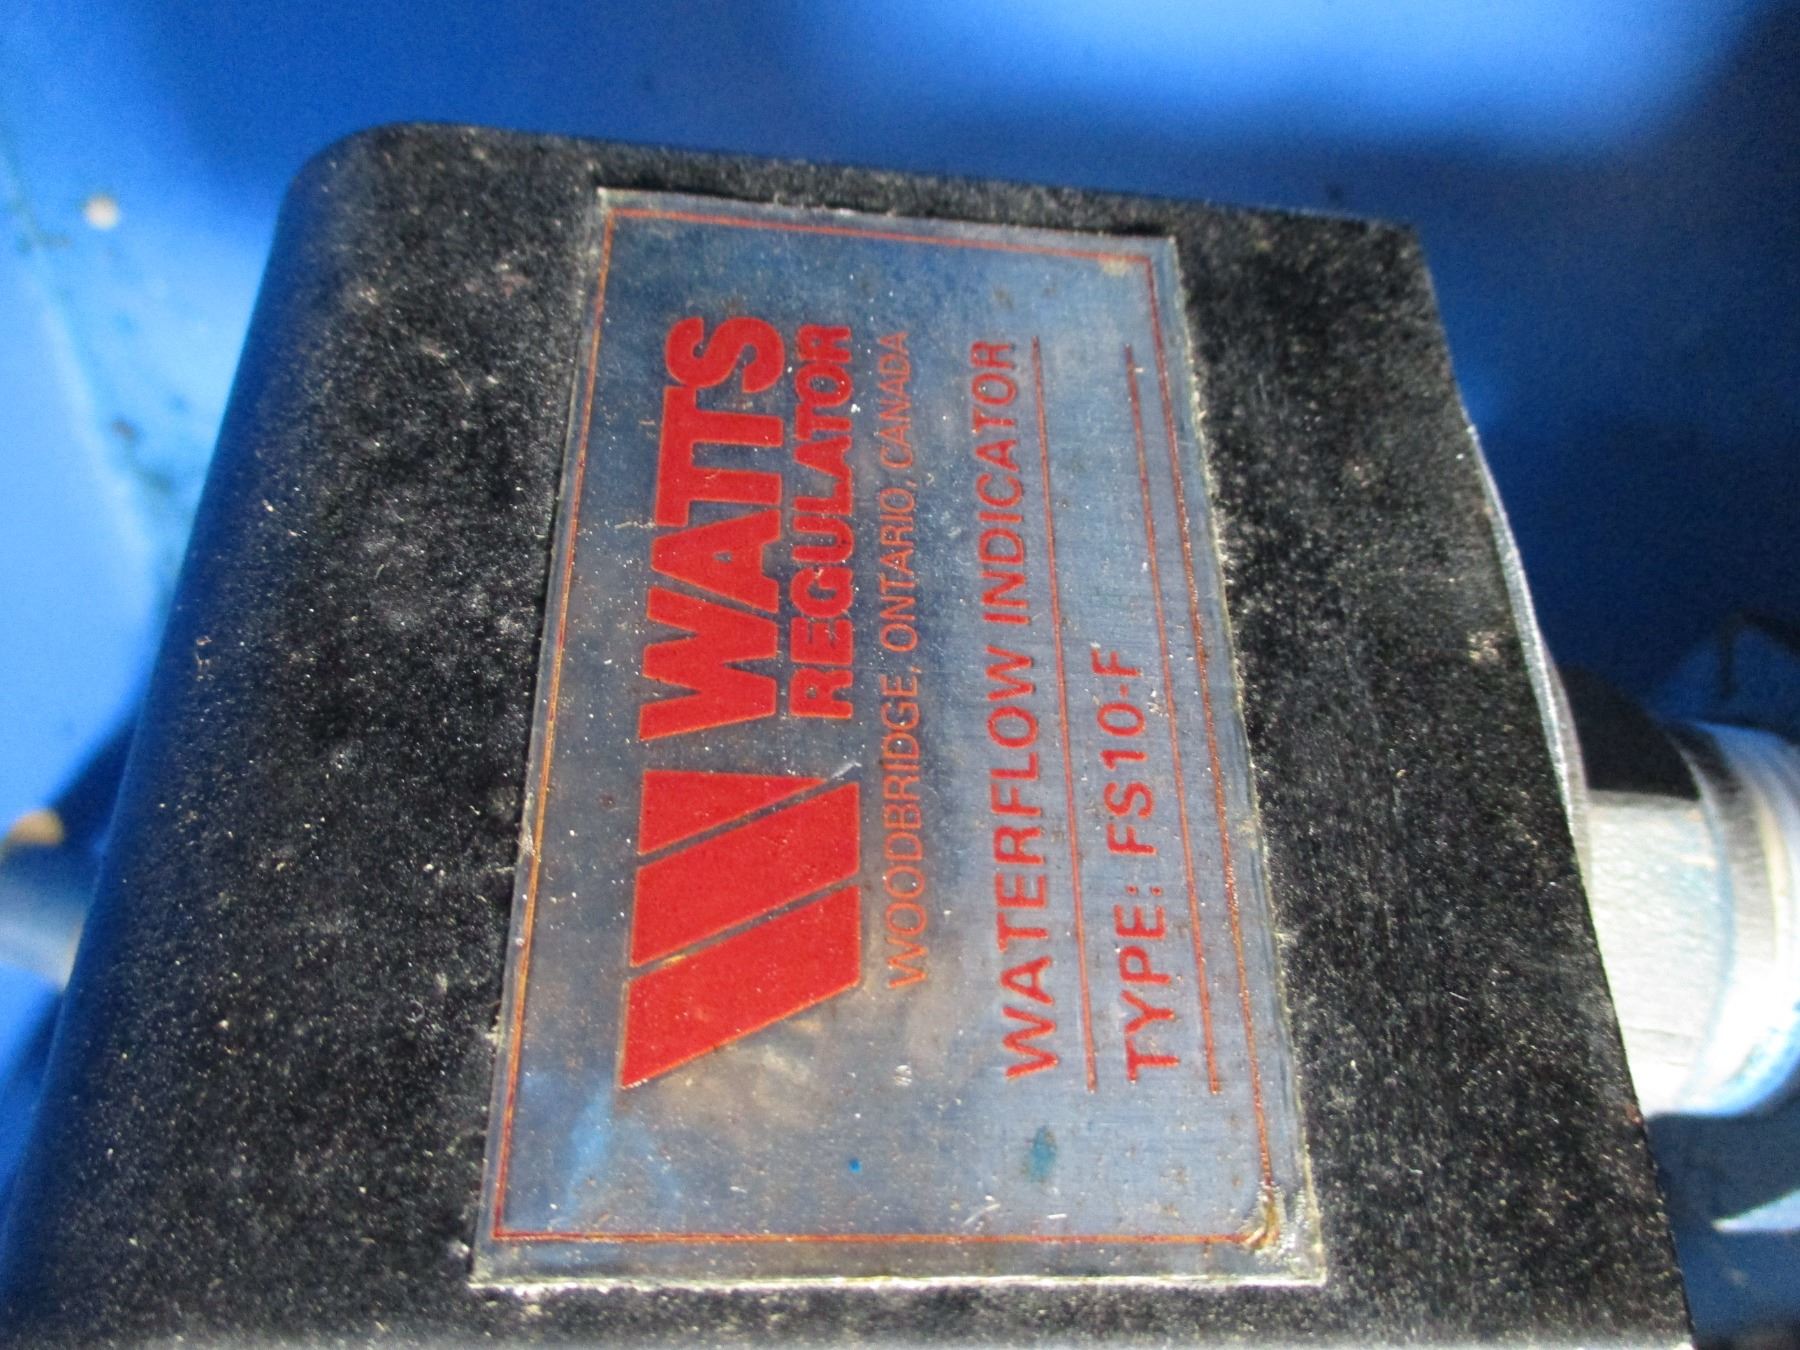 WATTS
REGULATOR
WOODBRIDGE, ONTARIO, CANADA
WATERFLOW INDICATOR
TYPE: FS10-F